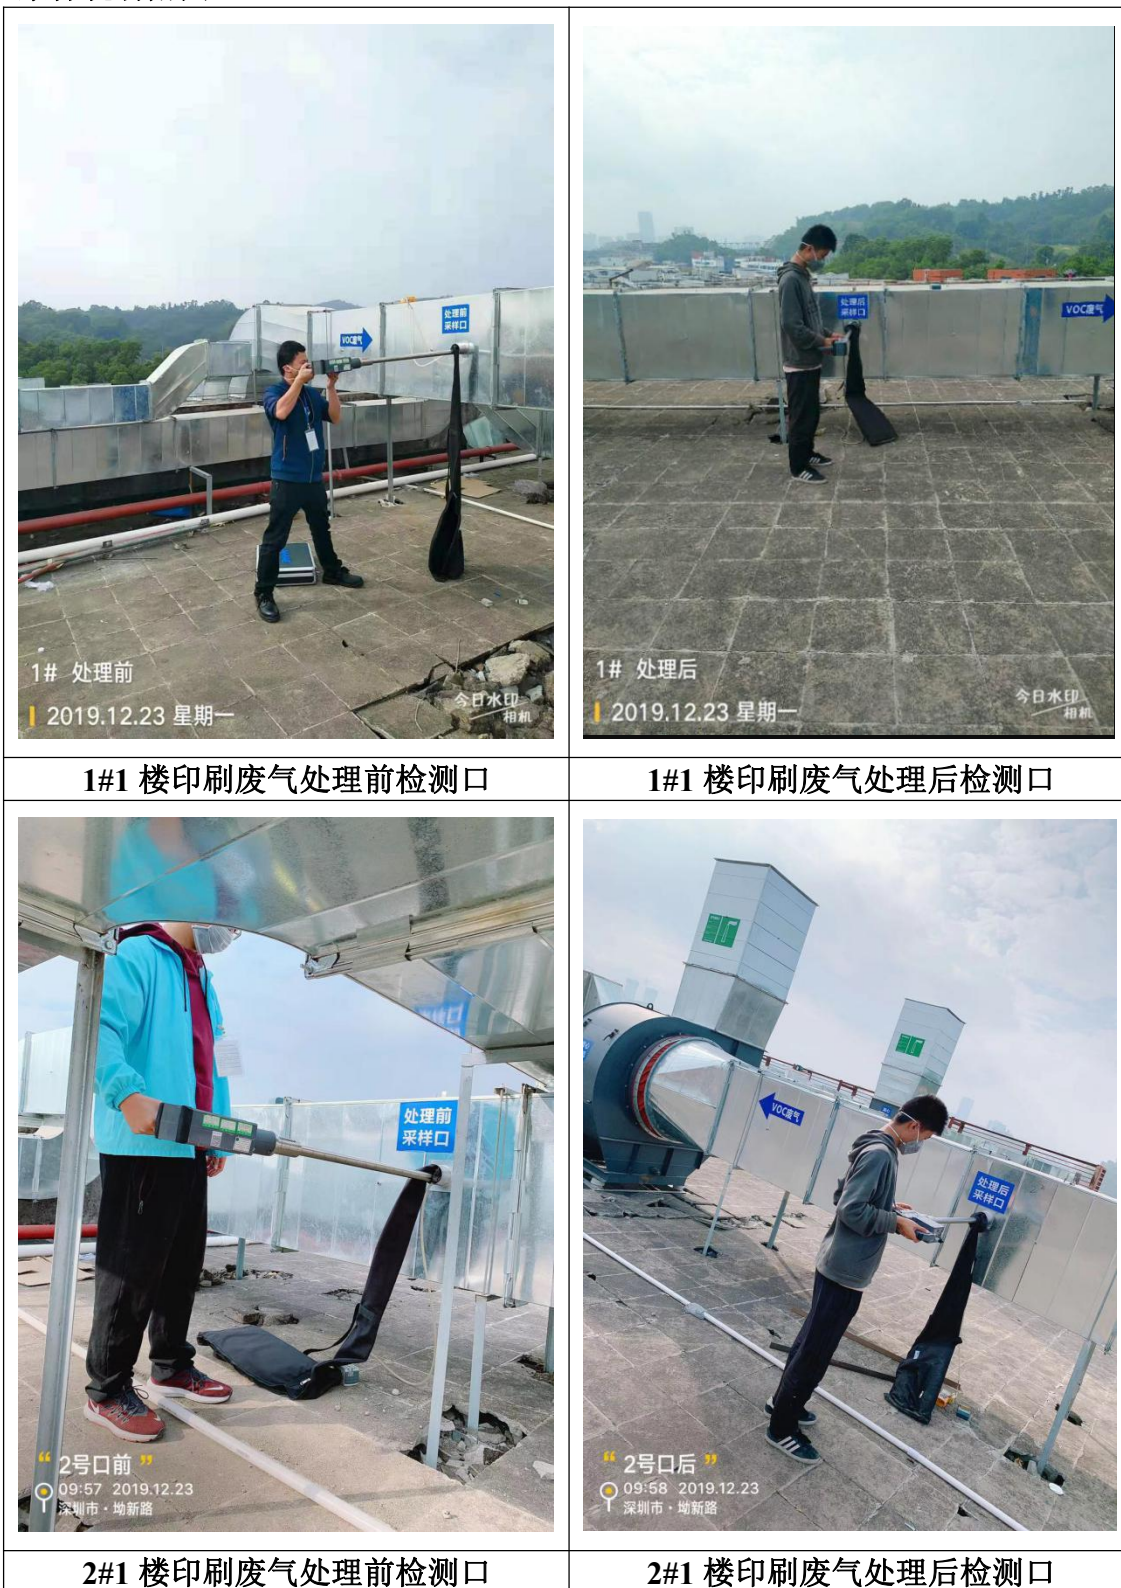 处理前
采样口
VOC废气
1# 处理前
2019.12.23 星期一
今日水印
相机
处理后
采样口
VOC废气
1# 处理后
2019.12.23 星期一
今日水印
相机
1#1 楼印刷废气处理前检测口
1#1 楼印刷废气处理后检测口
处理前
采样口
“ 2号口前 ”
09:57 2019.12.23
深圳市·坳新路
VOC废气
处理后
采样口
“ 2号口后 ”
09:58 2019.12.23
深圳市·坳新路
2#1 楼印刷废气处理前检测口
2#1 楼印刷废气处理后检测口